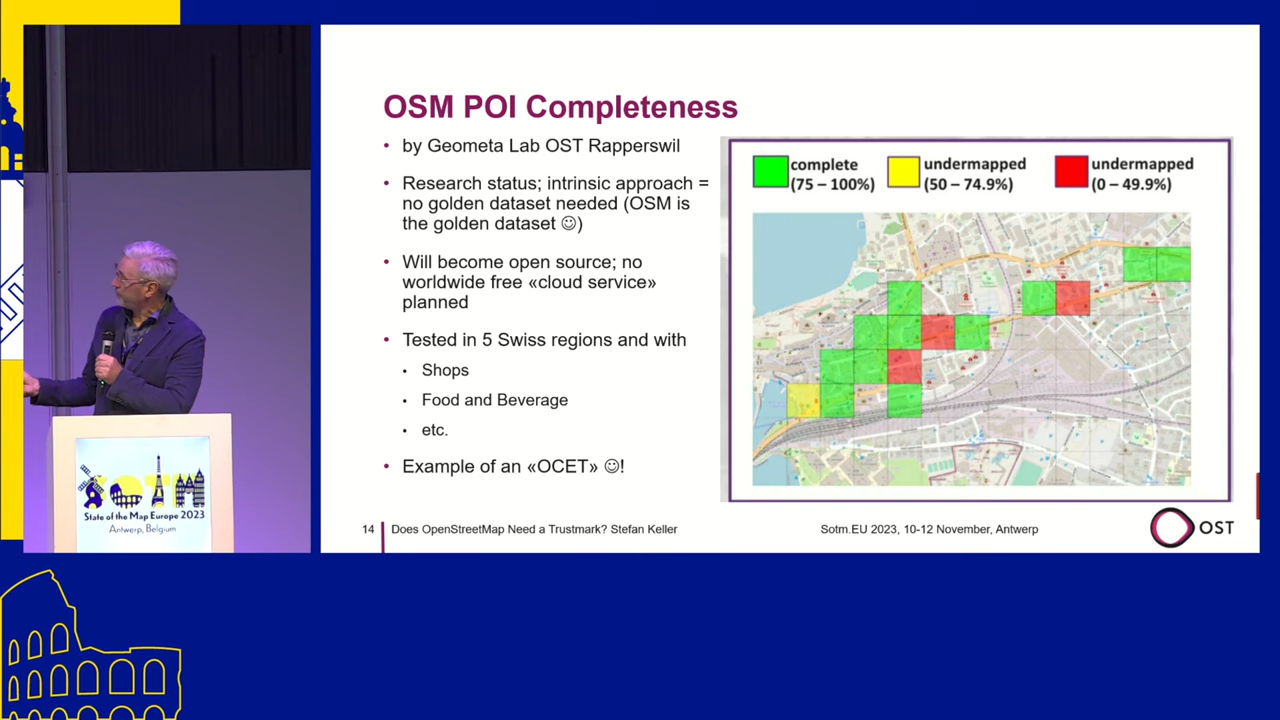 OSM POI Completeness
• by Geometa Lab OST Rapperswil
• Research status; intrinsic approach =
no golden dataset needed (OSM is
the golden dataset ☺)
• Will become open source; no
worldwide free «cloud service»
planned
• Tested in 5 Swiss regions and with
• Shops
• Food and Beverage
• etc.
• Example of an «OCET» ☺!
complete
(75 – 100%)
undermapped
(50 – 74.9%)
undermapped
(0 – 49.9%)
14 Does OpenStreetMap Need a Trustmark? Stefan Keller
Sotm.EU 2023, 10-12 November, Antwerp
OST
SOTM
State of the Map Europe 2023
Antwerp, Belgium